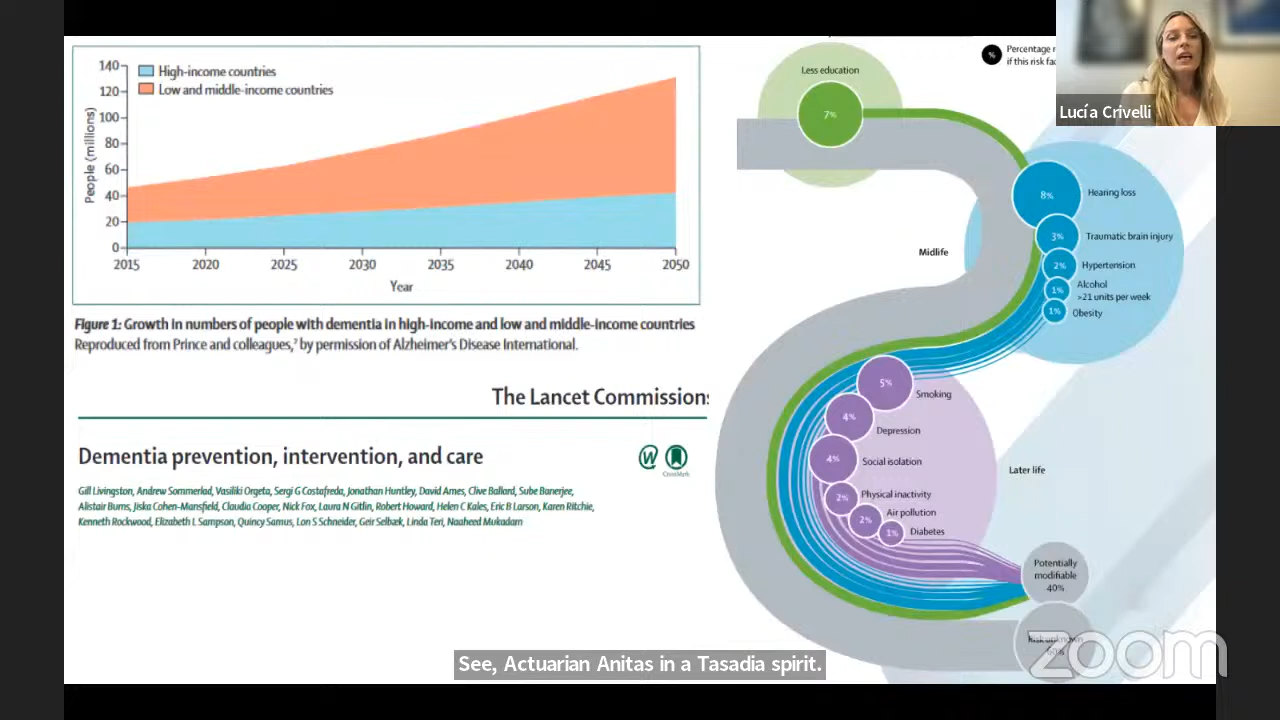 140
120
100
80
60
40
20
0
People (millions)
High-income countries
Low and middle-income countries
2015 2020 2025 2030 2035 2040 2045 2050
Year
Figure 1: Growth in numbers of people with dementia in high-income and low and middle-income countries
Reproduced from Prince and colleagues,⁷ by permission of Alzheimer's Disease International.
The Lancet Commissions
Dementia prevention, intervention, and care
CrossMark
Gill Livingston, Andrew Sommerlad, Vasiliki Orgeta, Sergi G Costafreda, Jonathan Huntley, David Ames, Clive Ballard, Sube Banerjee,
Alistair Burns, Jiska Cohen-Mansfield, Claudia Cooper, Nick Fox, Laura N Gitlin, Robert Howard, Helen C Kales, Eric B Larson, Karen Ritchie,
Kenneth Rockwood, Elizabeth L Sampson, Quincy Samus, Lon S Schneider, Geir Selbæk, Linda Teri, Naaheed Mukadam
%
Percentage
if this risk
Less education
7%
Lucía Crivelli
8%
Hearing loss
3%
Traumatic brain injury
Midlife
2%
Hypertension
1%
Alcohol
>21 units per week
1%
Obesity
5%
Smoking
4%
Depression
4%
Social isolation
Later life
2%
Physical inactivity
2%
Air pollution
1%
Diabetes
Potentially
modifiable
40%
Risk unknown
60%
zoom
See, Actuarian Anitas in a Tasadia spirit.